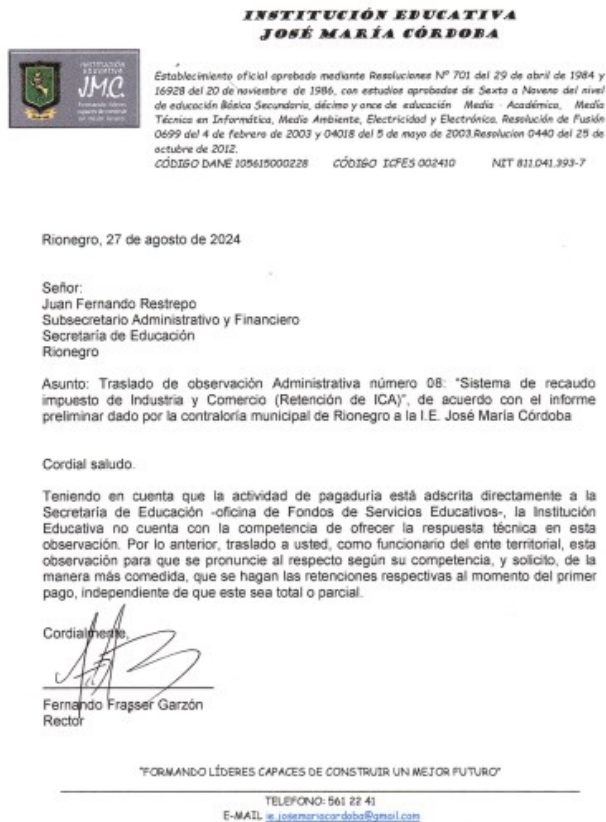 INSTITUCIÓN EDUCATIVA
JOSÉ MARÍA CÓRDOBA
INSTITUCIÓN
EDUCATIVA
J.M.C.
Formando líderes
capaces de construir
un mejor futuro
Establecimiento oficial aprobado mediante Resoluciones Nº 701 del 29 de abril de 1984 y
16928 del 20 de noviembre de 1986, con estudios aprobados de Sexto a Noveno del nivel
de educación Básica Secundaria, décimo y once de educación Media - Académica, Media
Técnica en Informática, Medio Ambiente, Electricidad y Electrónica. Resolución de Fusión
0699 del 4 de febrero de 2003 y 04018 del 5 de mayo de 2003.Resolucion 0440 del 25 de
octubre de 2012.
CÓDIGO DANE 105615000228 CÓDIGO ICFES 002410 NIT 811.041.393-7
Rionegro, 27 de agosto de 2024
Señor:
Juan Fernando Restrepo
Subsecretario Administrativo y Financiero
Secretaría de Educación
Rionegro
Asunto: Traslado de observación Administrativa número 08: “Sistema de recaudo
impuesto de Industria y Comercio (Retención de ICA)”, de acuerdo con el informe
preliminar dado por la contraloría municipal de Rionegro a la I.E. José María Córdoba
Cordial saludo.
Teniendo en cuenta que la actividad de pagaduría está adscrita directamente a la
Secretaría de Educación -oficina de Fondos de Servicios Educativos-, la Institución
Educativa no cuenta con la competencia de ofrecer la respuesta técnica en esta
observación. Por lo anterior, traslado a usted, como funcionario del ente territorial, esta
observación para que se pronuncie al respecto según su competencia, y solicito, de la
manera más comedida, que se hagan las retenciones respectivas al momento del primer
pago, independiente de que este sea total o parcial.
Cordialmente,
Fernando Frasser Garzón
Rector
“FORMANDO LÍDERES CAPACES DE CONSTRUIR UN MEJOR FUTURO”
TELEFONO: 561 22 41
E-MAIL ie.josemariacordoba@gmail.com